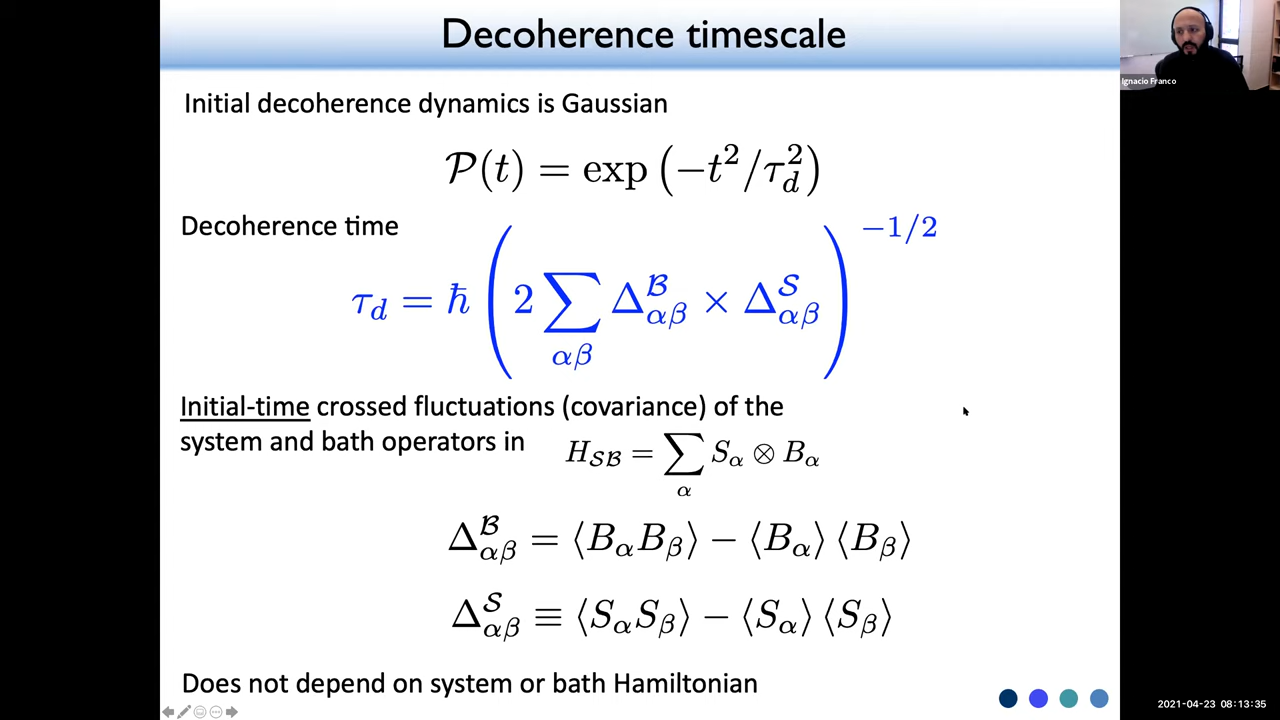 Decoherence timescale
Ignacio Franco
Initial decoherence dynamics is Gaussian
𝒫(t) = exp (−t²/τ_d²)
Decoherence time
τ_d = ħ (2 ∑_{αβ} Δ^ℬ_{αβ} × Δ^𝒮_{αβ})^{−1/2}
Initial-time crossed fluctuations (covariance) of the
system and bath operators in H_{𝒮ℬ} = ∑_α S_α ⊗ B_α
Δ^ℬ_{αβ} = ⟨B_α B_β⟩ − ⟨B_α⟩ ⟨B_β⟩
Δ^𝒮_{αβ} ≡ ⟨S_α S_β⟩ − ⟨S_α⟩ ⟨S_β⟩
Does not depend on system or bath Hamiltonian
2021-04-23 08:13:35